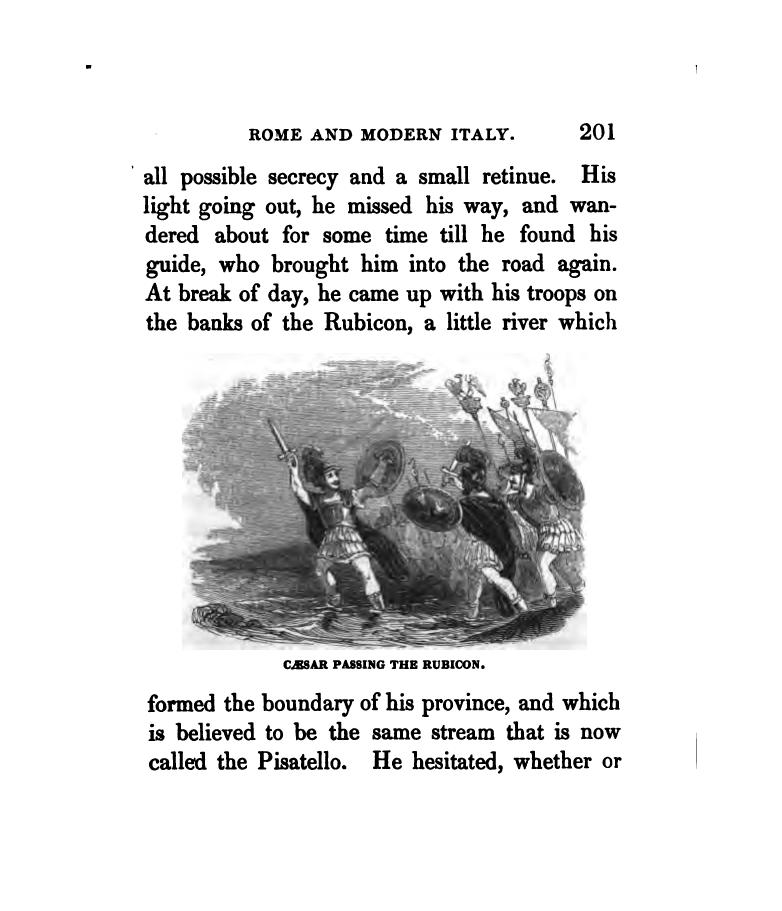 ROME AND MODERN ITALY. 201
all possible secrecy and a small retinue. His
light going out, he missed his way, and wan-
dered about for some time till he found his
guide, who brought him into the road again.
At break of day, he came up with his troops on
the banks of the Rubicon, a little river which
CÆSAR PASSING THE RUBICON.
formed the boundary of his province, and which
is believed to be the same stream that is now
called the Pisatello. He hesitated, whether or